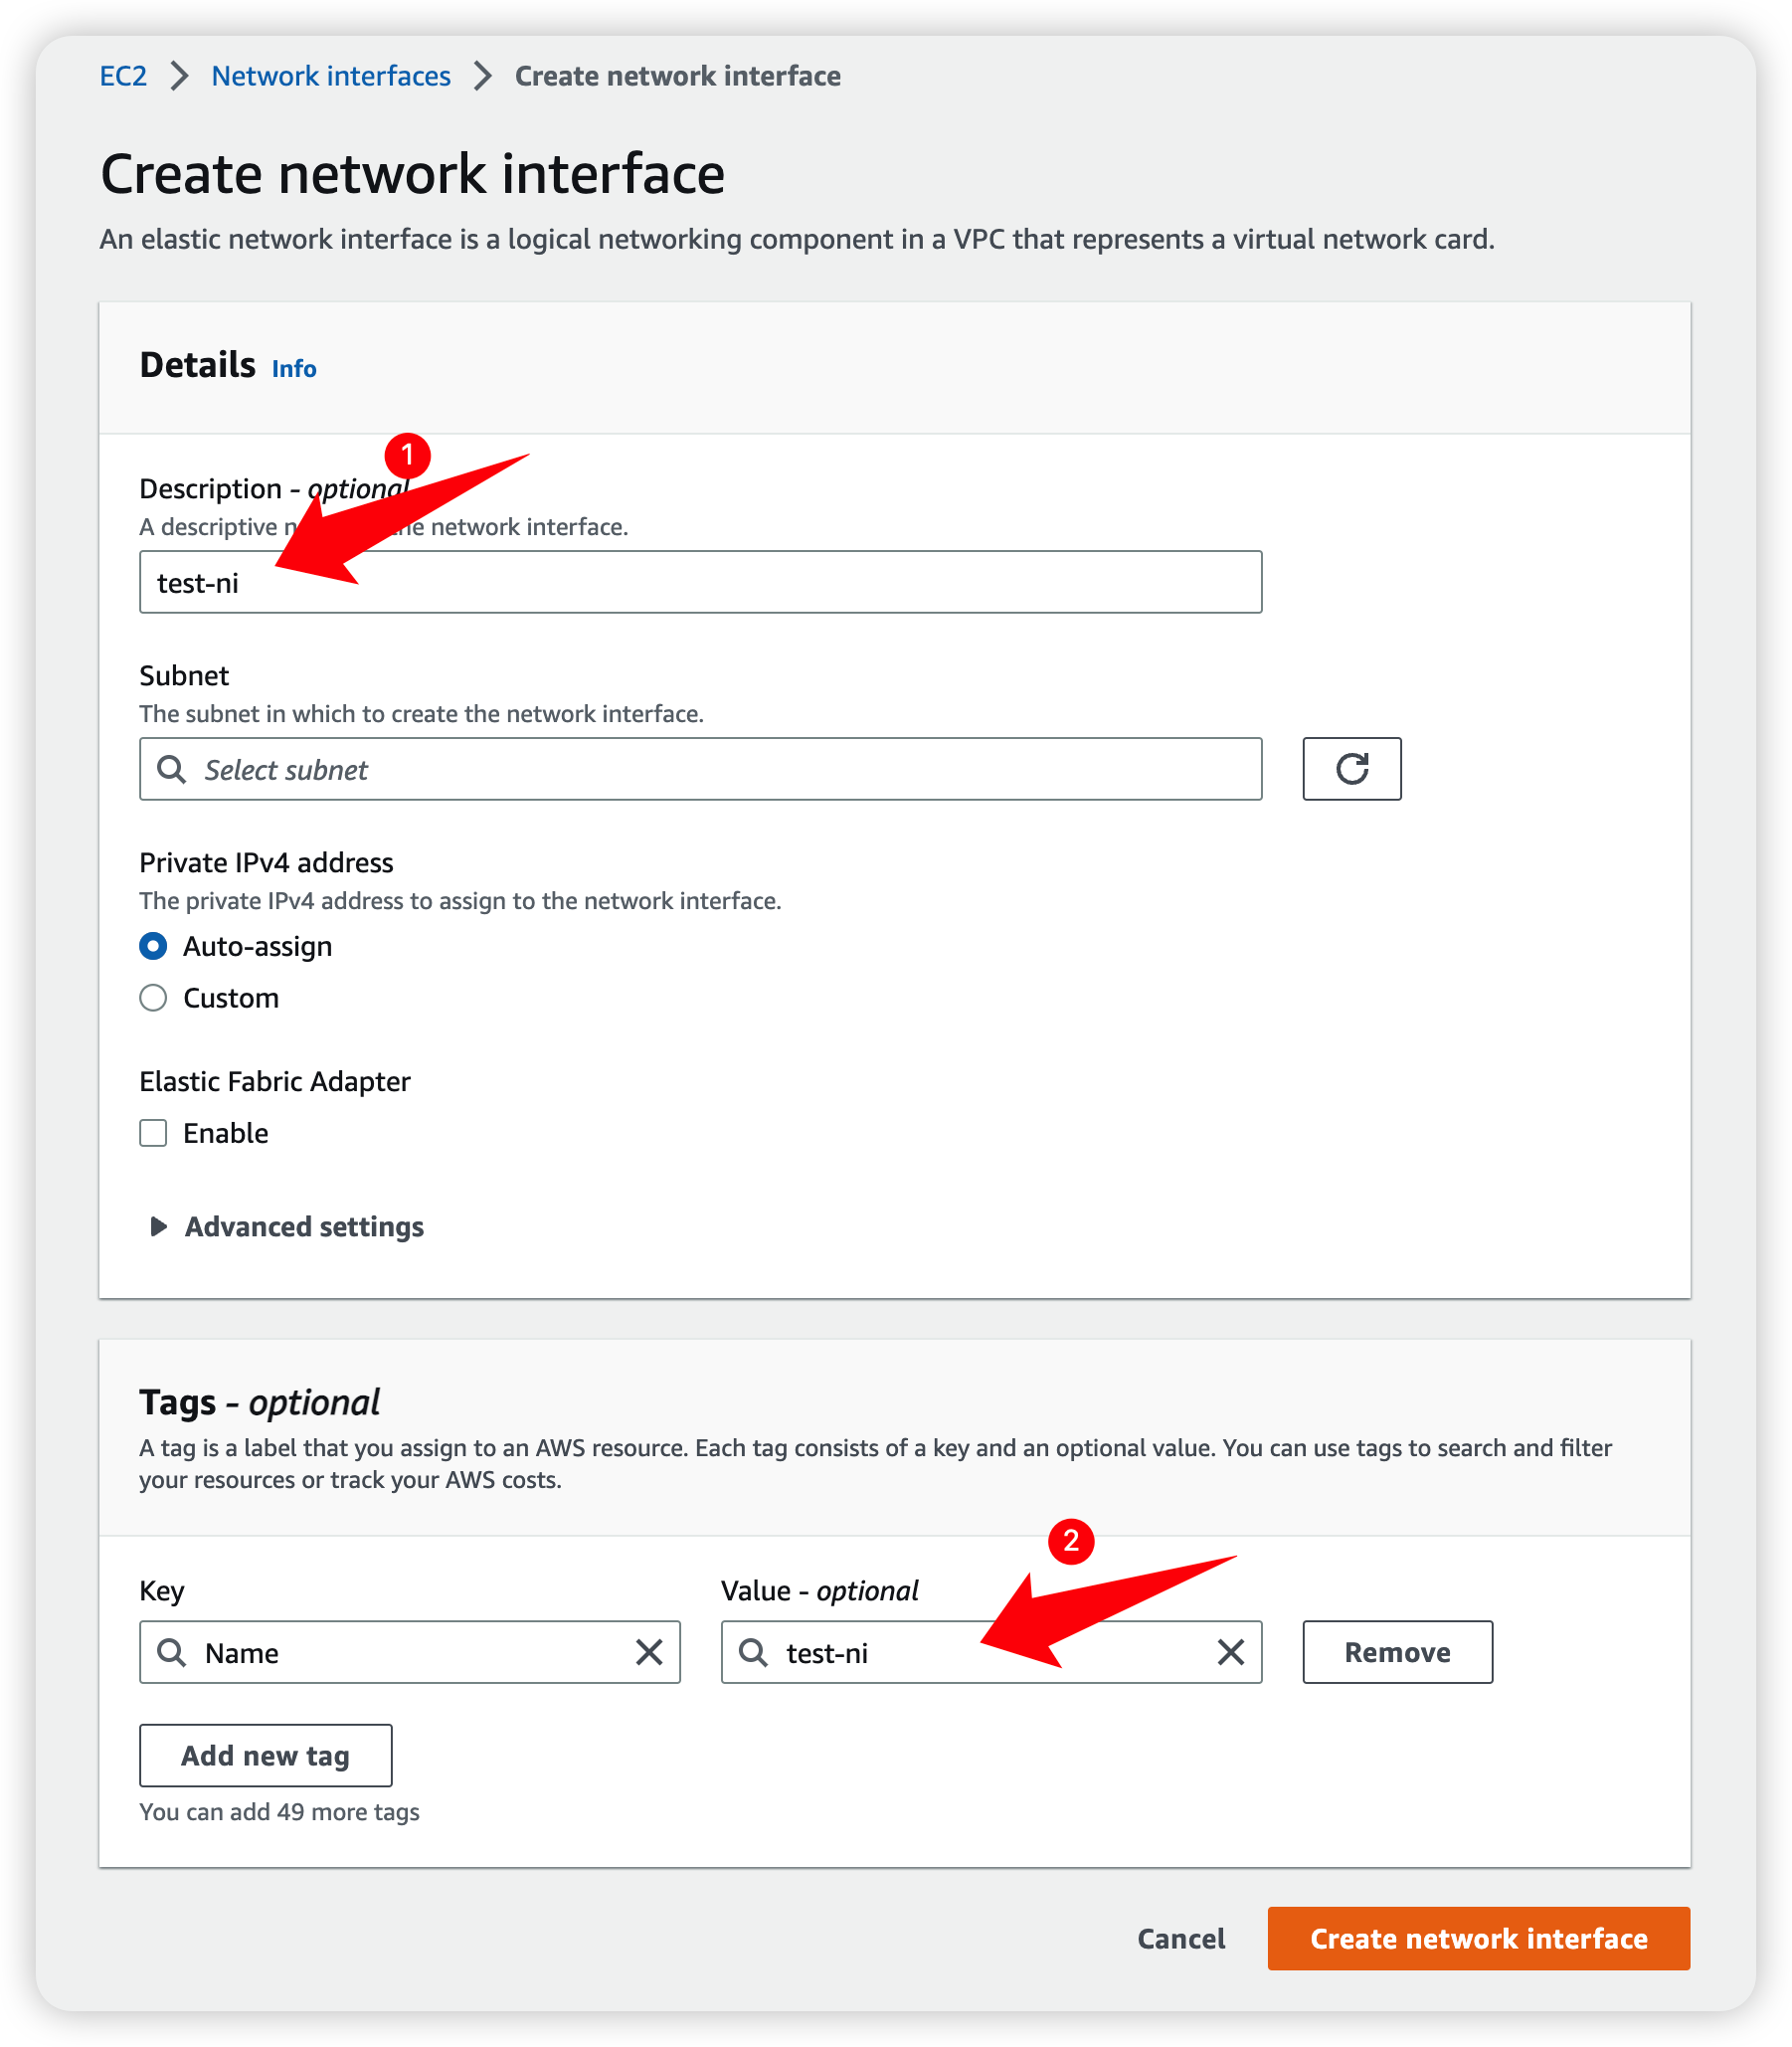 EC2 > Network interfaces > Create network interface
Create network interface
An elastic network interface is a logical networking component in a VPC that represents a virtual network card.
Details Info
1
Description - optional
A descriptive the network interface.
test-ni
Subnet
The subnet in which to create the network interface.
Select subnet
Private IPv4 address
The private IPv4 address to assign to the network interface.
Auto-assign
Custom
Elastic Fabric Adapter
Enable
Advanced settings
Tags - optional
A tag is a label that you assign to an AWS resource. Each tag consists of a key and an optional value. You can use tags to search and filter
your resources or track your AWS costs.
2
Key Value - optional
Name test-ni Remove
Add new tag
You can add 49 more tags
Cancel Create network interface